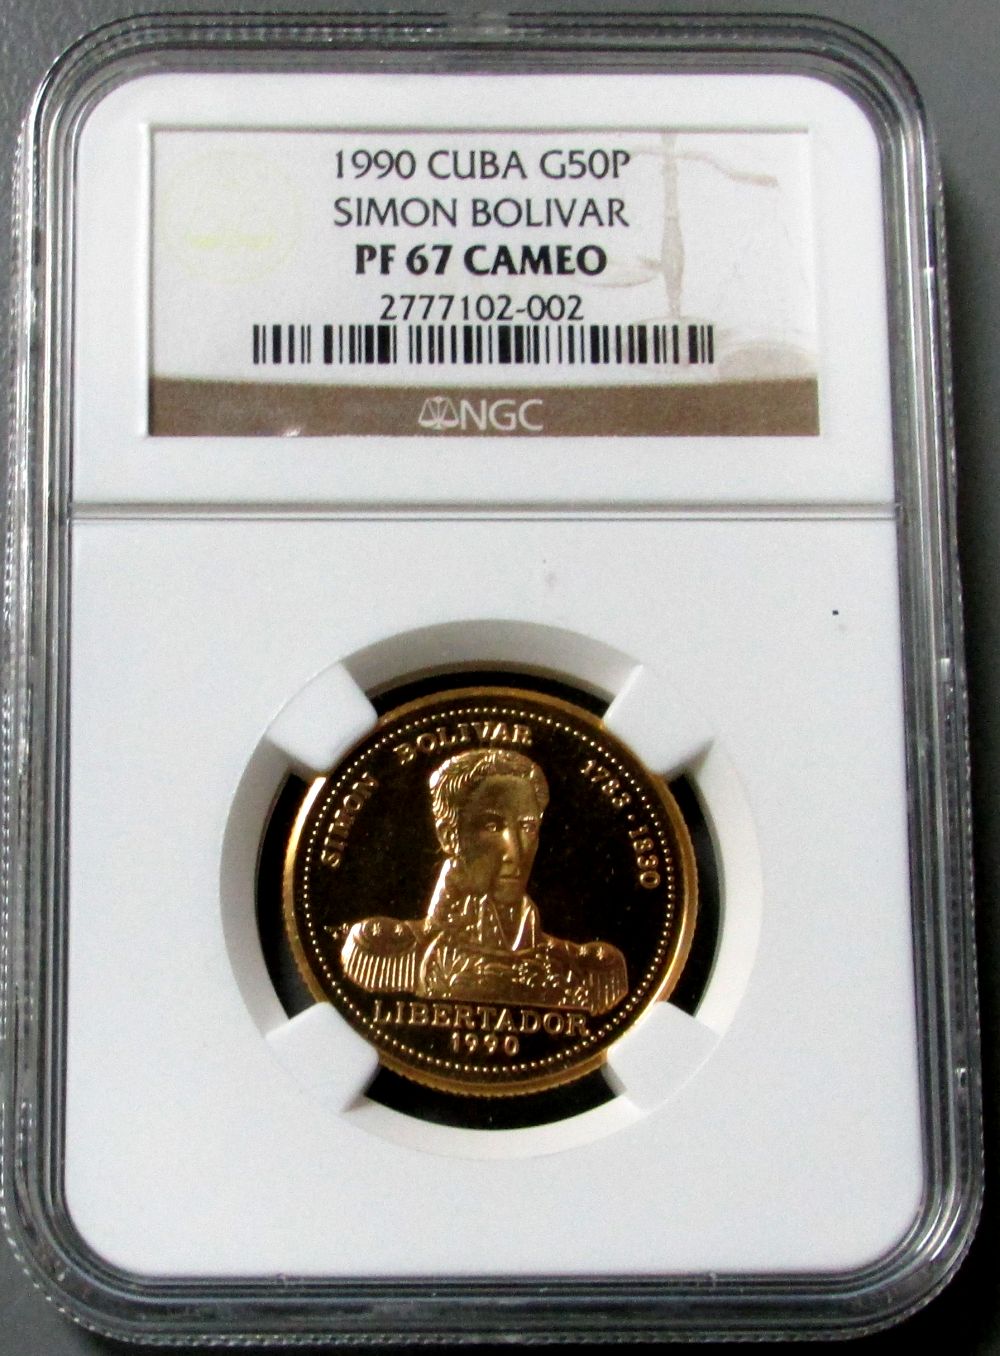 1990 CUBA G50P
SIMON BOLIVAR
PF 67 CAMEO
2777102-002
NGC
SIMON BOLIVAR 1783·1830
LIBERTADOR
1990